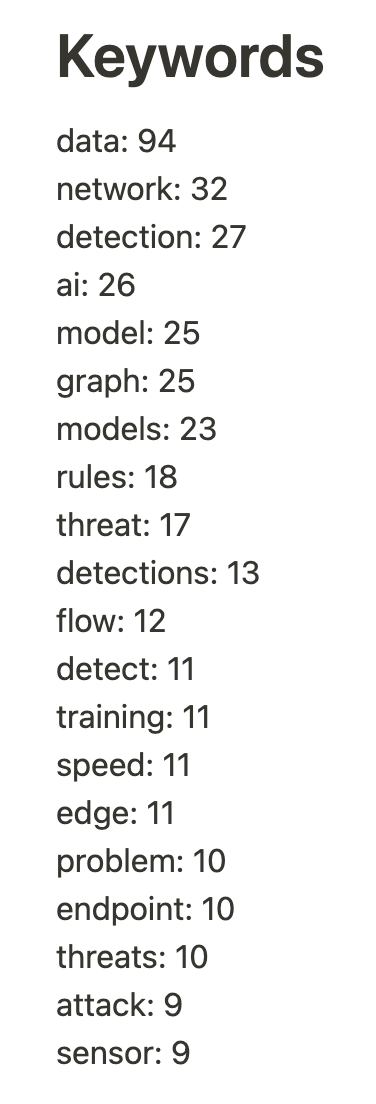 Keywords
data: 94
network: 32
detection: 27
ai: 26
model: 25
graph: 25
models: 23
rules: 18
threat: 17
detections: 13
flow: 12
detect: 11
training: 11
speed: 11
edge: 11
problem: 10
endpoint: 10
threats: 10
attack: 9
sensor: 9